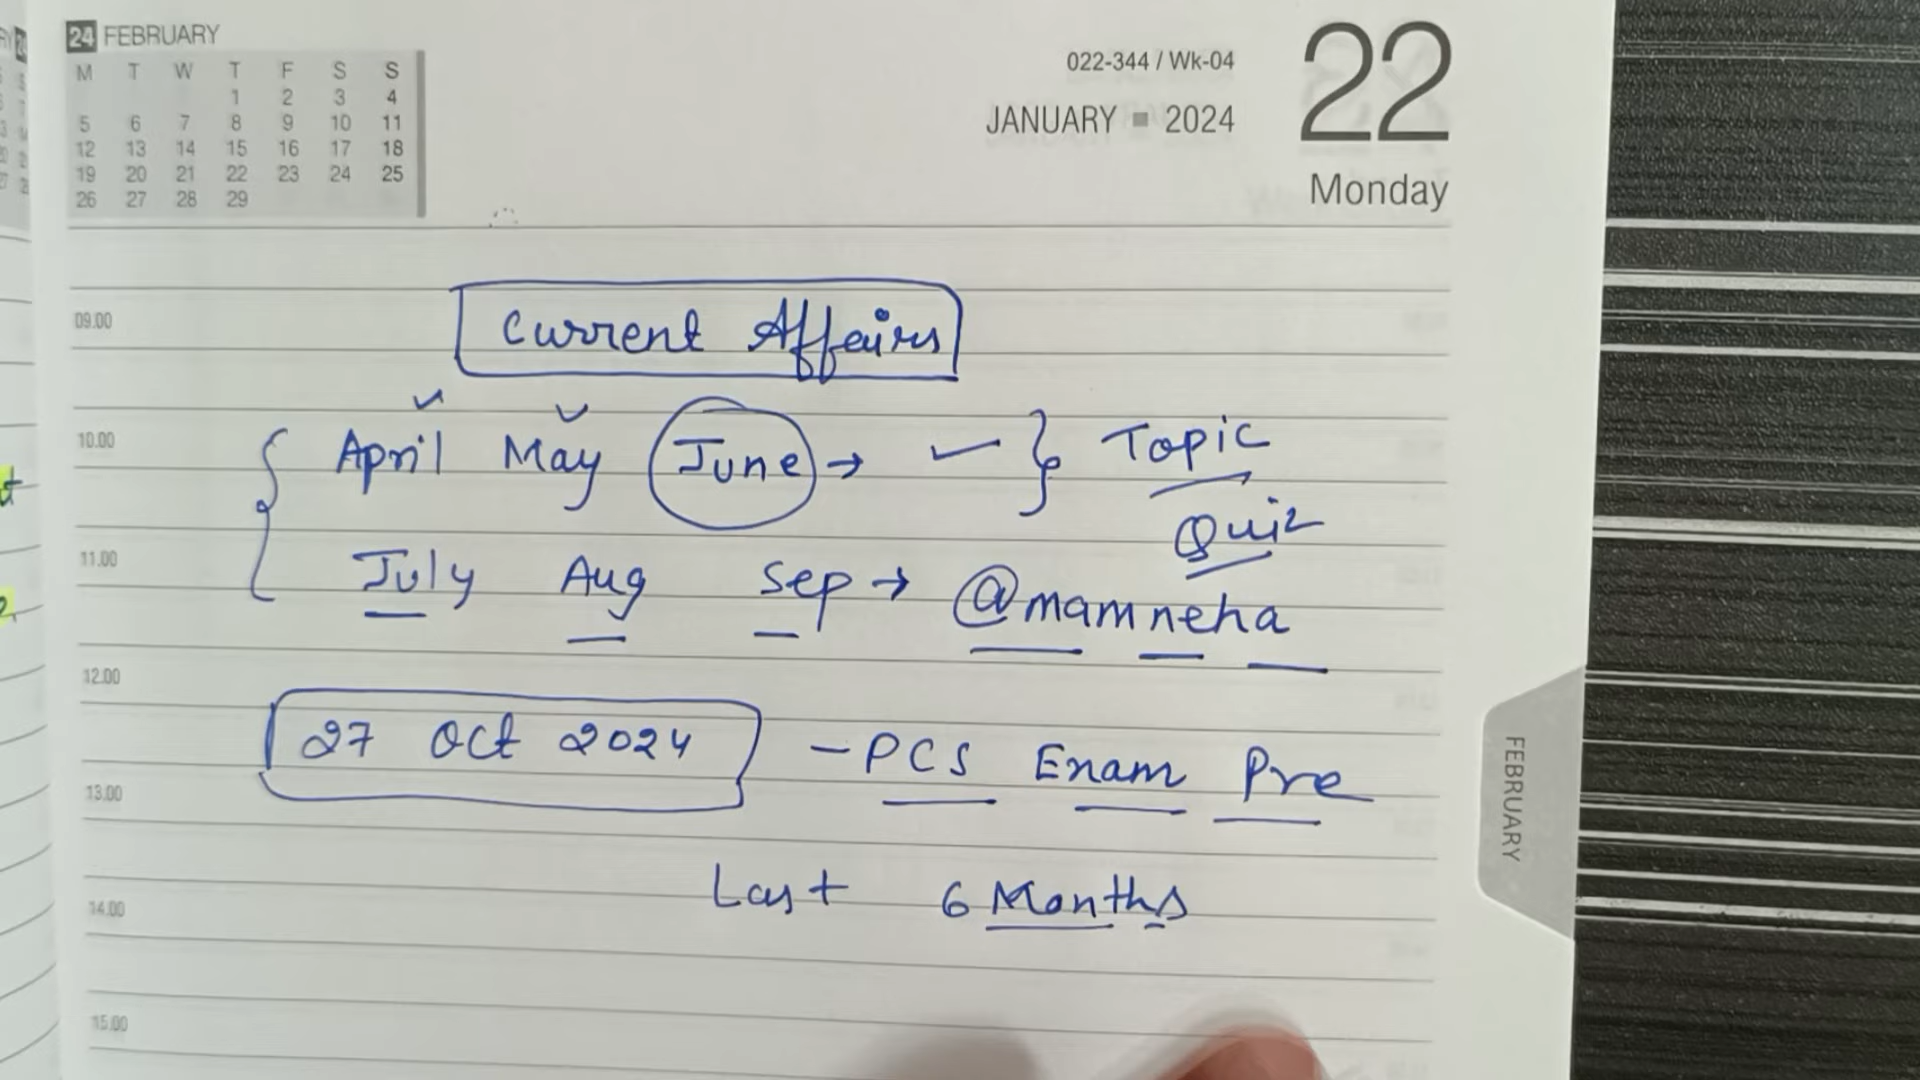 24 FEBRUARY
M T W T F S S
1 2 3 4
5 6 7 8 9 10 11
12 13 14 15 16 17 18
19 20 21 22 23 24 25
26 27 28 29
022-344 / Wk-04
JANUARY ▪ 2024
22
Monday
09.00
Current Affairs
10.00
{ April May June → ✓ } Topic
Quiz
11.00
July Aug Sep → @mamneha
12.00
27 Oct 2024 - PCS Exam Pre
13.00
Last 6 Months
14.00
15.00
FEBRUARY